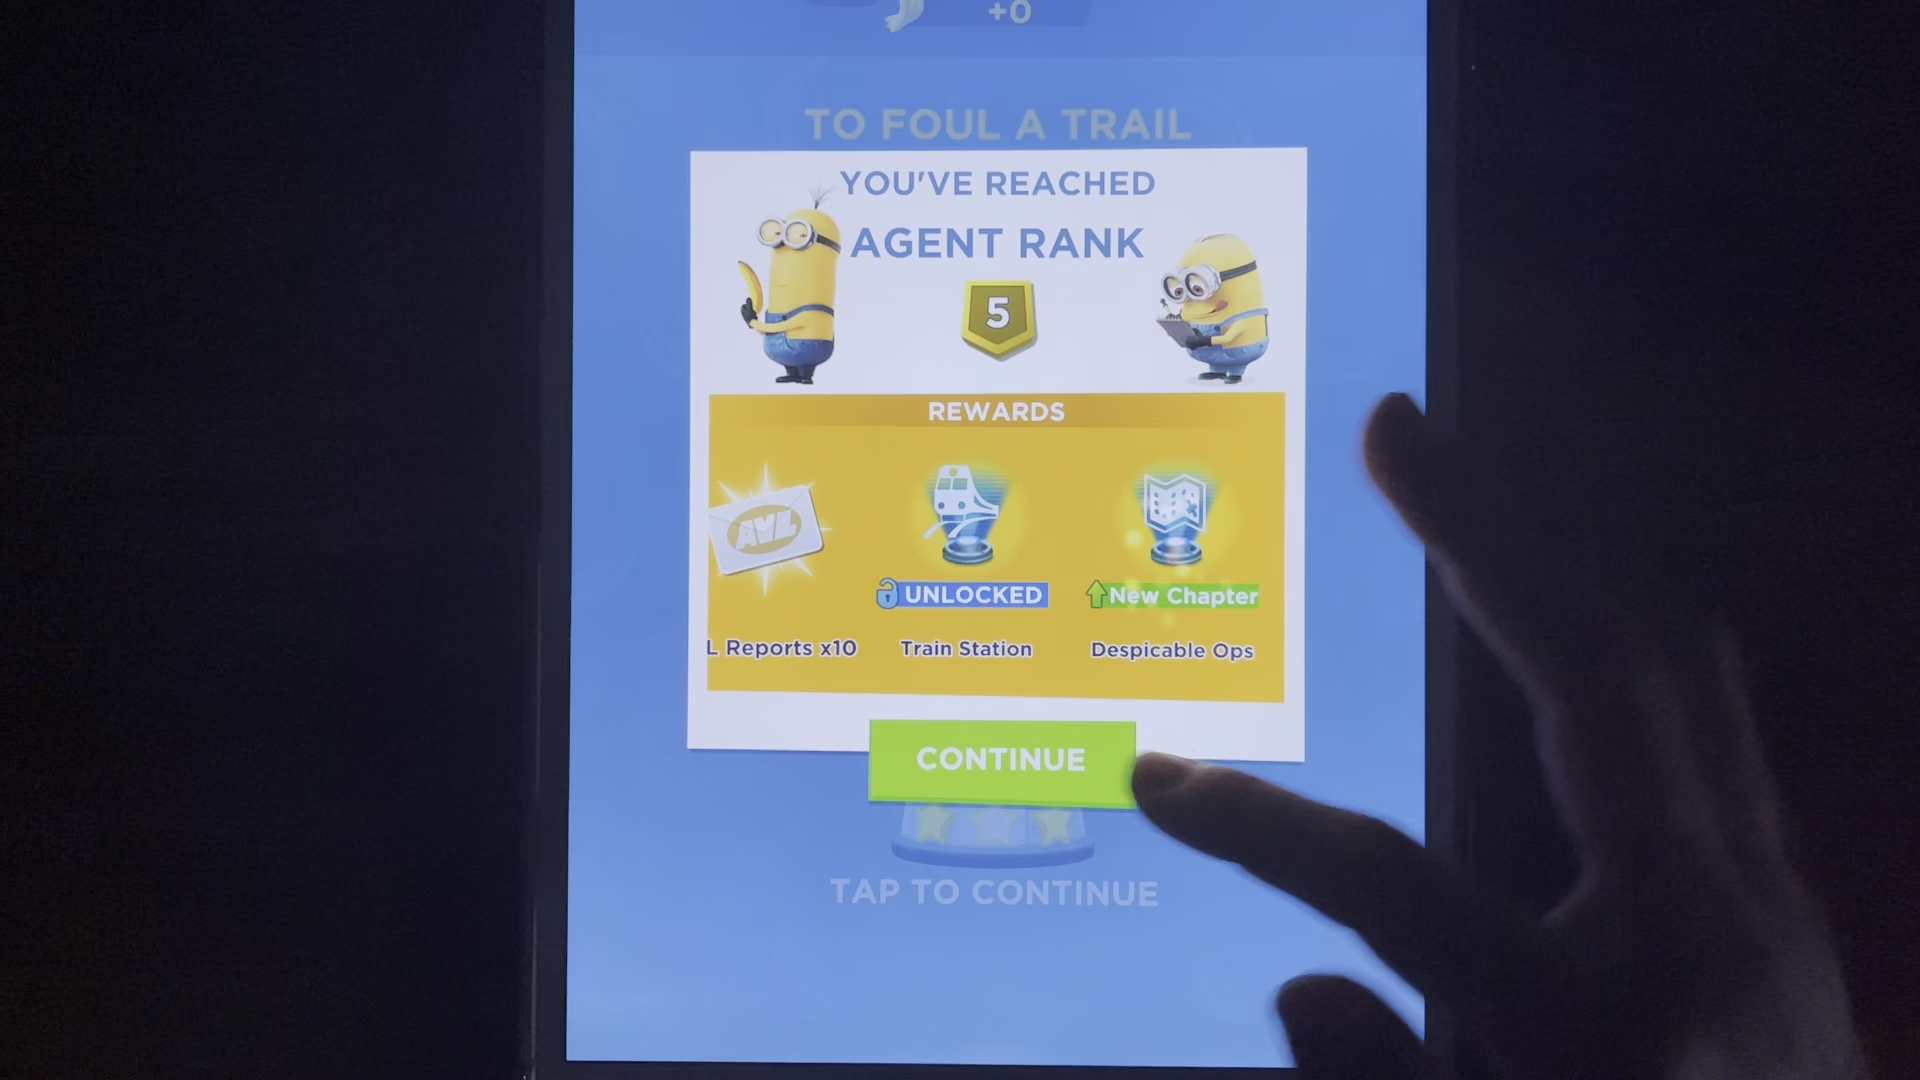 +0
TO FOUL A TRAIL
YOU'VE REACHED
AGENT RANK
5
REWARDS
AVL
UNLOCKED
New Chapter
L Reports x10
Train Station
Despicable Ops
CONTINUE
TAP TO CONTINUE